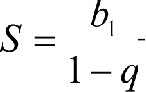 S = b₁ / (1 - q)